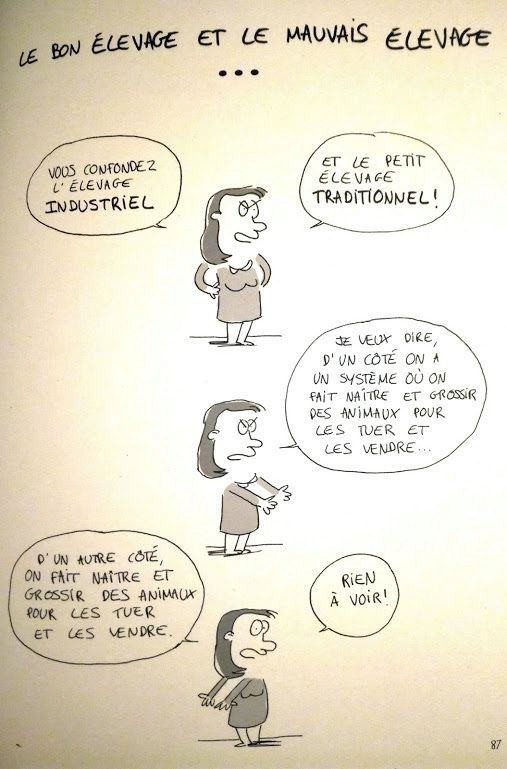 LE BON ÉLEVAGE ET LE MAUVAIS ELEVAGE
...
VOUS CONFONDEZ
L'ÉLEVAGE
INDUSTRIEL
ET LE PETIT
ÉLEVAGE
TRADITIONNEL!
JE VEUX DIRE,
D'UN CÔTÉ ON A
UN SYSTÈME OÙ ON
FAIT NAÎTRE ET GROSSIR
DES ANIMAUX POUR
LES TUER ET
LES VENDRE...
D'UN AUTRE CÔTÉ,
ON FAIT NAÎTRE ET
GROSSIR DES ANIMAUX
POUR LES TUER
ET LES VENDRE.
RIEN
À VOIR!
87